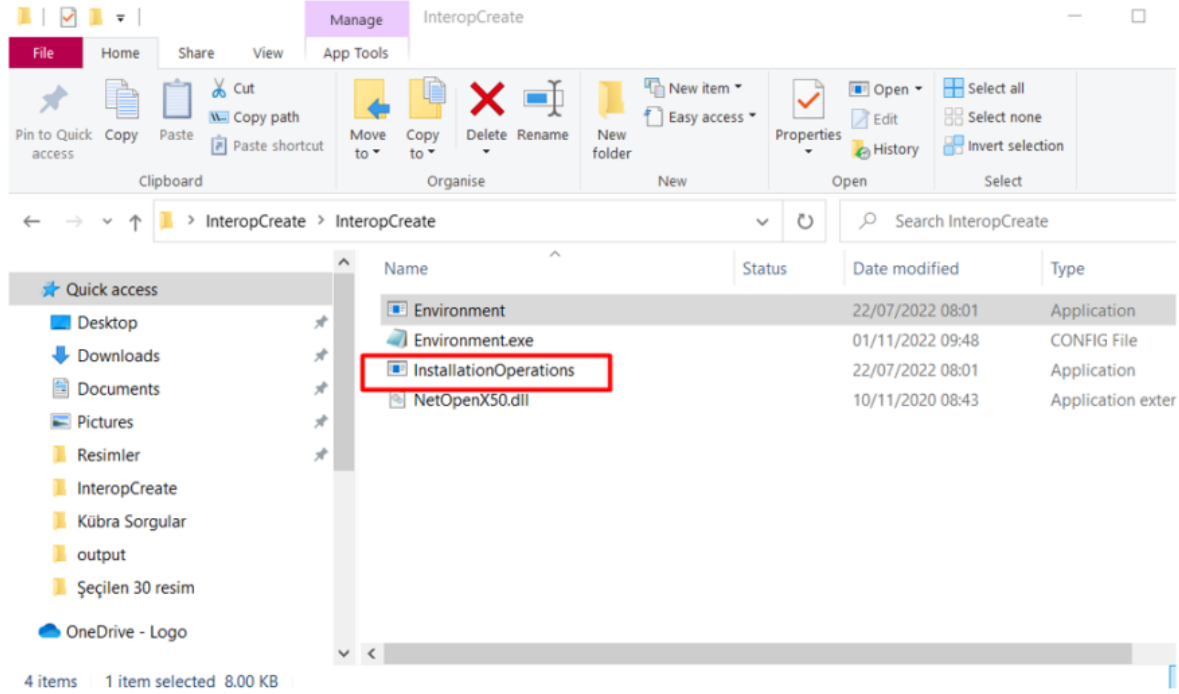 Manage InteropCreate
File Home Share View App Tools
Pin to Quick access
Copy
Paste
Cut
Copy path
Paste shortcut
Clipboard
Move to
Copy to
Delete
Rename
Organise
New folder
New item
Easy access
New
Properties
Open
Edit
History
Open
Select all
Select none
Invert selection
Select
InteropCreate > InteropCreate
Search InteropCreate
Name Status Date modified Type
Environment 22/07/2022 08:01 Application
Environment.exe 01/11/2022 09:48 CONFIG File
InstallationOperations 22/07/2022 08:01 Application
NetOpenX50.dll 10/11/2020 08:43 Application exter
Quick access
Desktop
Downloads
Documents
Pictures
Resimler
InteropCreate
Kübra Sorgular
output
Şeçilen 30 resim
OneDrive - Logo
4 items 1 item selected 8.00 KB